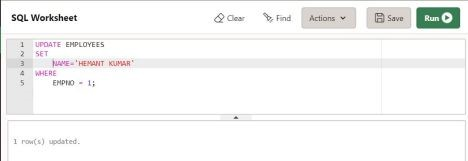 SQL Worksheet
Clear
Find
Actions
Save
Run
1 UPDATE EMPLOYEES
2 SET
3 NAME='HEMANT KUMAR'
4 WHERE
5 EMPNO = 1;
1 row(s) updated.